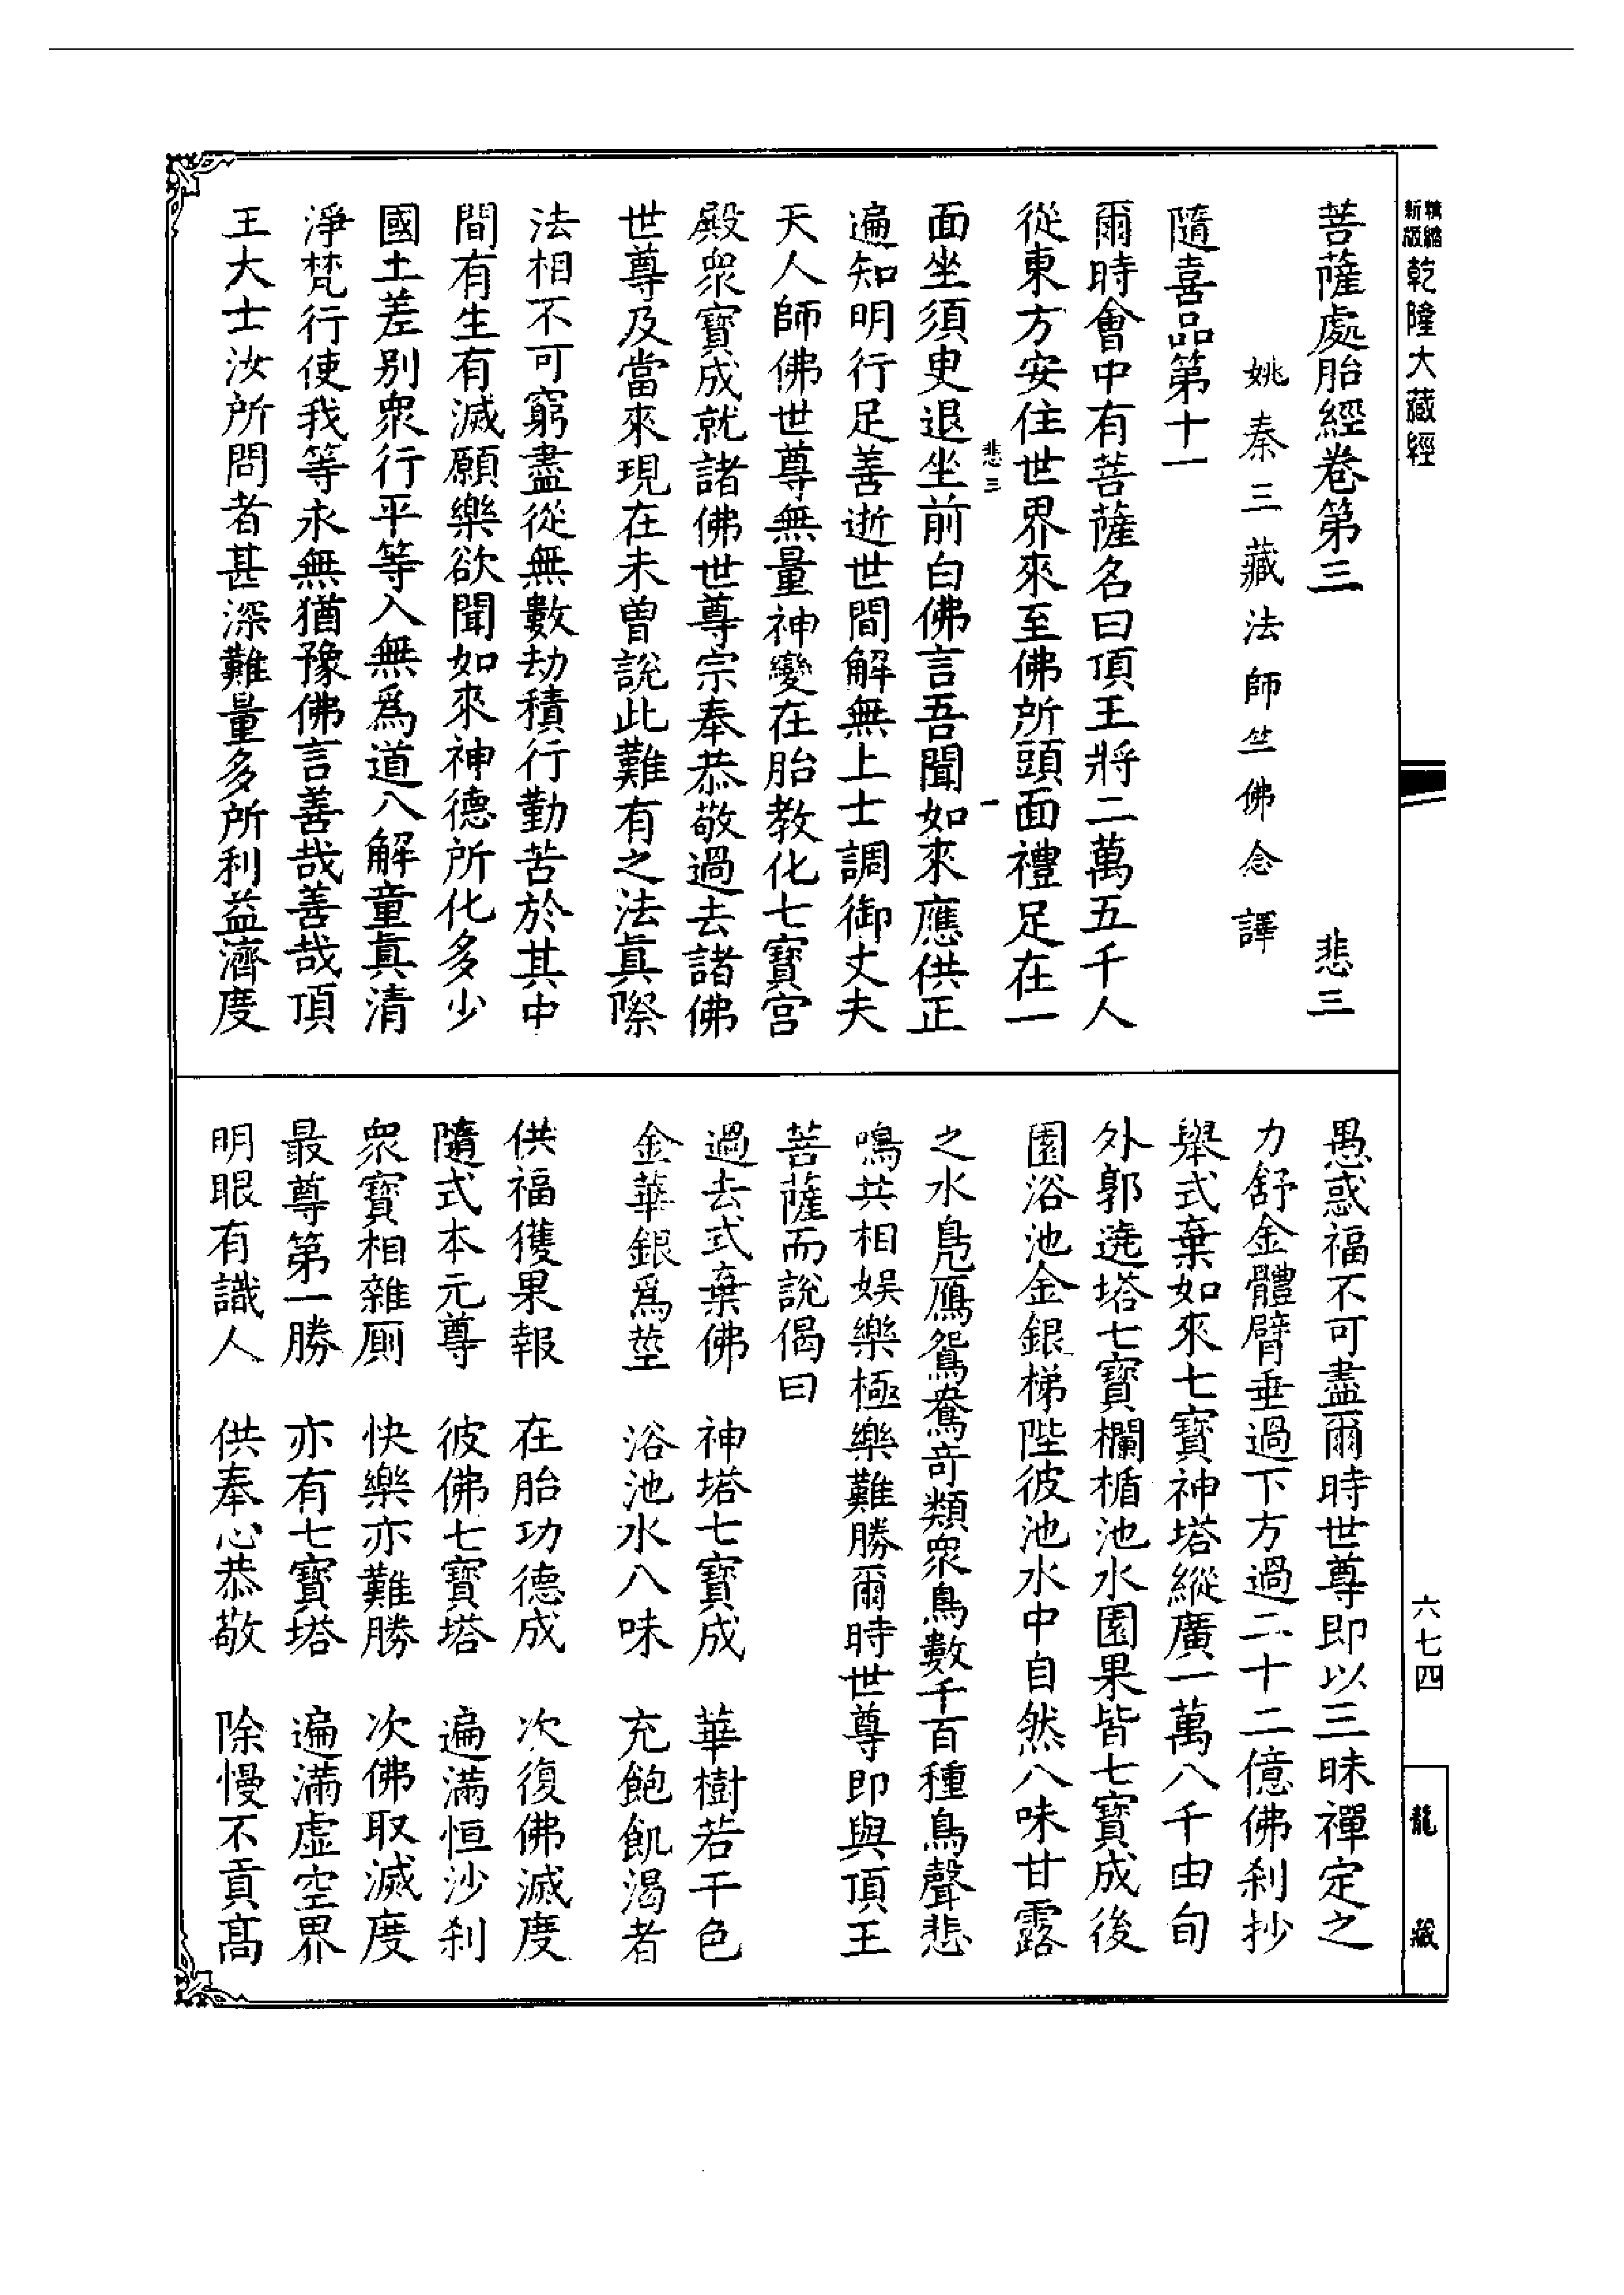 精縮
新版
乾隆大藏經
菩薩處胎經卷第三 悲三
姚秦三藏法師竺佛念譯
隨喜品第十一
爾時會中有菩薩名曰頂王將二萬五千人
從東方安住世界來至佛所頭面禮足在一
悲三 一
面坐須臾退坐前白佛言吾聞如來應供正
遍知明行足善逝世間解無上士調御丈夫
天人師佛世尊無量神變在胎教化七寶宮
殿衆寶成就諸佛世尊宗奉恭敬過去諸佛
世尊及當來現在未曾說此難有之法眞際
法相不可窮盡從無數劫積行勤苦於其中
間有生有滅願樂欲聞如來神德所化多少
國土差別衆行平等入無爲道八解童眞清
淨梵行使我等永無猶豫佛言善哉善哉頂
王大士汝所問者甚深難量多所利益濟度
愚惑福不可盡爾時世尊即以三昧禪定之
力舒金體臂垂過下方過二十二億佛刹抄
舉式棄如來七寶神塔縱廣一萬八千由旬
外郭遶塔七寶欄楯池水園果皆七寶成後
園浴池金銀梯陛彼池水中自然八味甘露
之水鳧鴈鴛鴦奇類衆鳥數千百種鳥聲悲
鳴共相娛樂極樂難勝爾時世尊即與頂王
菩薩而說偈曰
過去式棄佛 神塔七寶成 華樹若干色
金華銀爲莖 浴池水八味 充飽飢渴者
供福獲果報 在胎功德成 次復佛滅度
隨式本元尊 彼佛七寶塔 遍滿恒沙刹
衆寶相雜厠 快樂亦難勝 次佛取滅度
最尊第一勝 亦有七寶塔 遍滿虛空界
明眼有識人 供奉心恭敬 除慢不貢高
六七四
龍藏